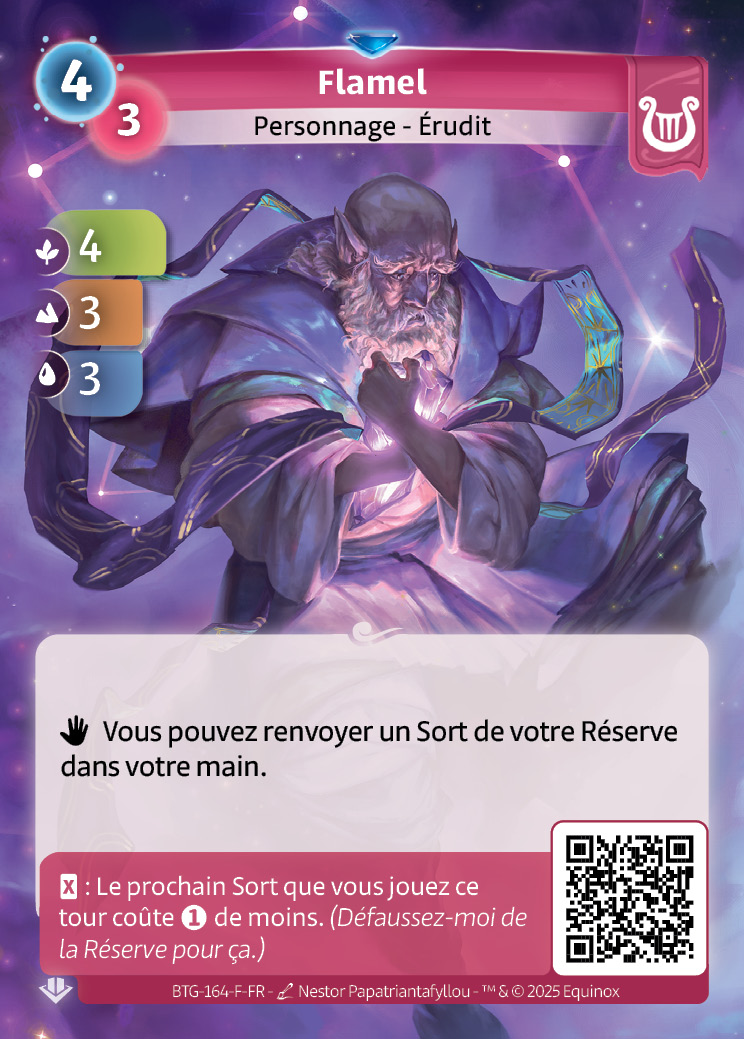 4
Flamel
3
Personnage - Érudit
4
3
3
Vous pouvez renvoyer un Sort de votre Réserve
dans votre main.
X : Le prochain Sort que vous jouez ce
tour coûte 1 de moins. (Défaussez-moi de
la Réserve pour ça.)
BTG-164-F-FR - Nestor Papatriantafyllou - ™ & © 2025 Equinox